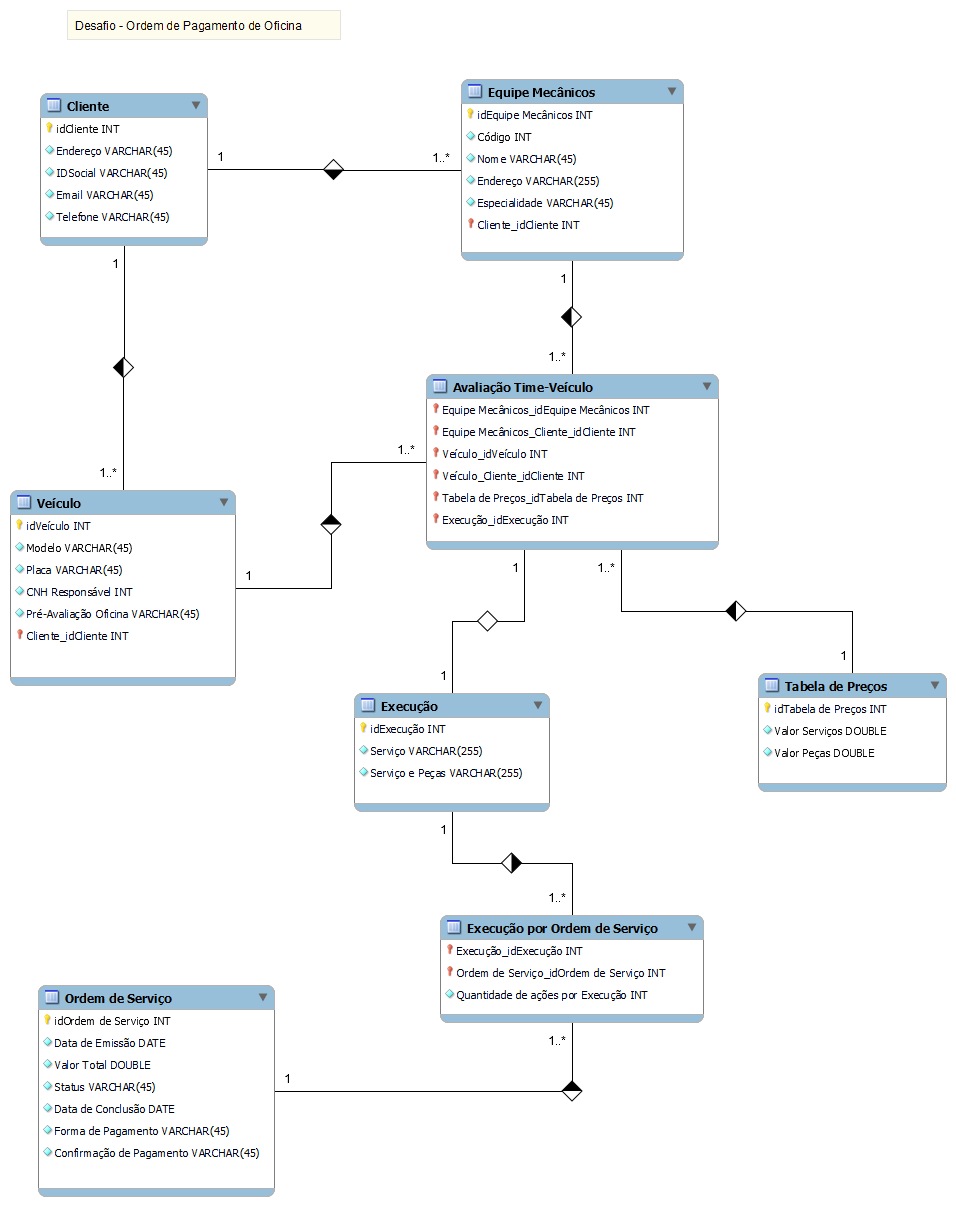 Desafio - Ordem de Pagamento de Oficina
Cliente
idCliente INT
Endereço VARCHAR(45)
IDSocial VARCHAR(45)
Email VARCHAR(45)
Telefone VARCHAR(45)
1
1..*
Equipe Mecânicos
idEquipe Mecânicos INT
Código INT
Nome VARCHAR(45)
Endereço VARCHAR(255)
Especialidade VARCHAR(45)
Cliente_idCliente INT
1
1..*
1
1..*
Avaliação Time-Veículo
Equipe Mecânicos_idEquipe Mecânicos INT
Equipe Mecânicos_Cliente_idCliente INT
Veículo_idVeículo INT
Veículo_Cliente_idCliente INT
Tabela de Preços_idTabela de Preços INT
Execução_idExecução INT
1..*
1
Veículo
idVeículo INT
Modelo VARCHAR(45)
Placa VARCHAR(45)
CNH Responsável INT
Pré-Avaliação Oficina VARCHAR(45)
Cliente_idCliente INT
1
1
1..*
1
Tabela de Preços
idTabela de Preços INT
Valor Serviços DOUBLE
Valor Peças DOUBLE
Execução
idExecução INT
Serviço VARCHAR(255)
Serviço e Peças VARCHAR(255)
1
1..*
Execução por Ordem de Serviço
Execução_idExecução INT
Ordem de Serviço_idOrdem de Serviço INT
Quantidade de ações por Execução INT
1..*
1
Ordem de Serviço
idOrdem de Serviço INT
Data de Emissão DATE
Valor Total DOUBLE
Status VARCHAR(45)
Data de Conclusão DATE
Forma de Pagamento VARCHAR(45)
Confirmação de Pagamento VARCHAR(45)